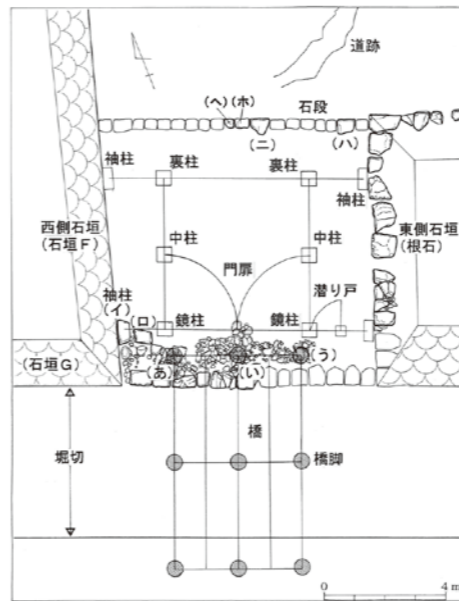 道跡
(ヘ)(ホ)
石段
(ニ)
(ハ)
袖柱
裏柱
裏柱
袖柱
西側石垣
(石垣F)
東側石垣
(根石)
中柱
中柱
門扉
潜り戸
袖柱
(イ)
(ロ)
鏡柱
鏡柱
(石垣G)
(あ)
(い)
(う)
堀切
橋
橋脚
0
4 m